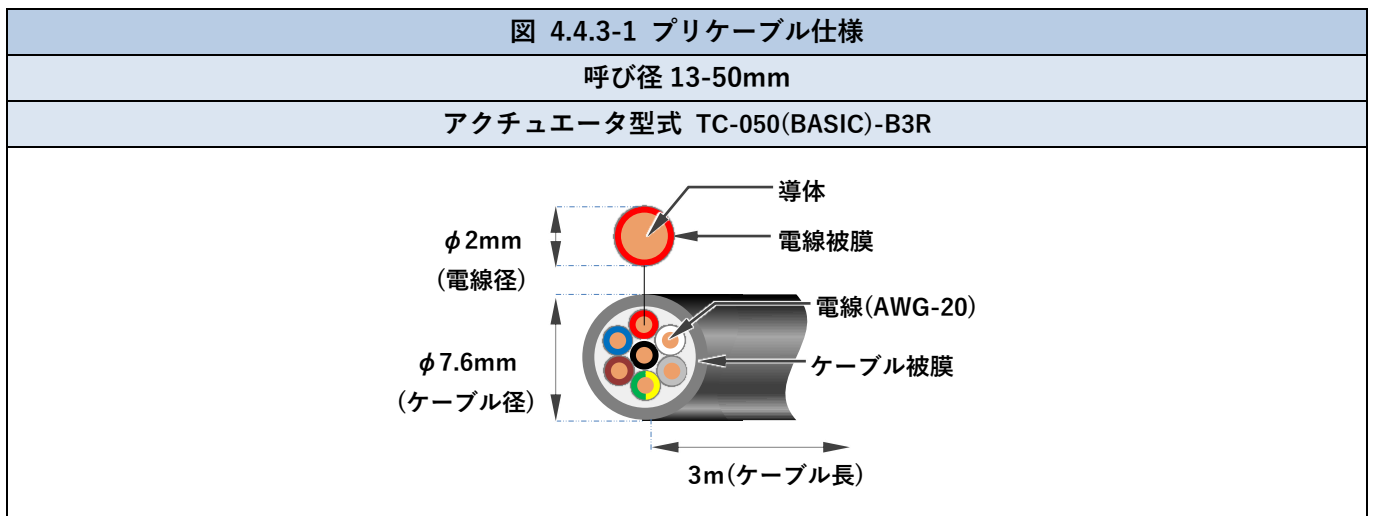 図 4.4.3-1 プリケーブル仕様
呼び径 13-50mm
アクチュエータ型式 TC-050(BASIC)-B3R
導体
φ2mm
(電線径)
電線被膜
電線(AWG-20)
φ7.6mm
(ケーブル径)
ケーブル被膜
3m(ケーブル長)